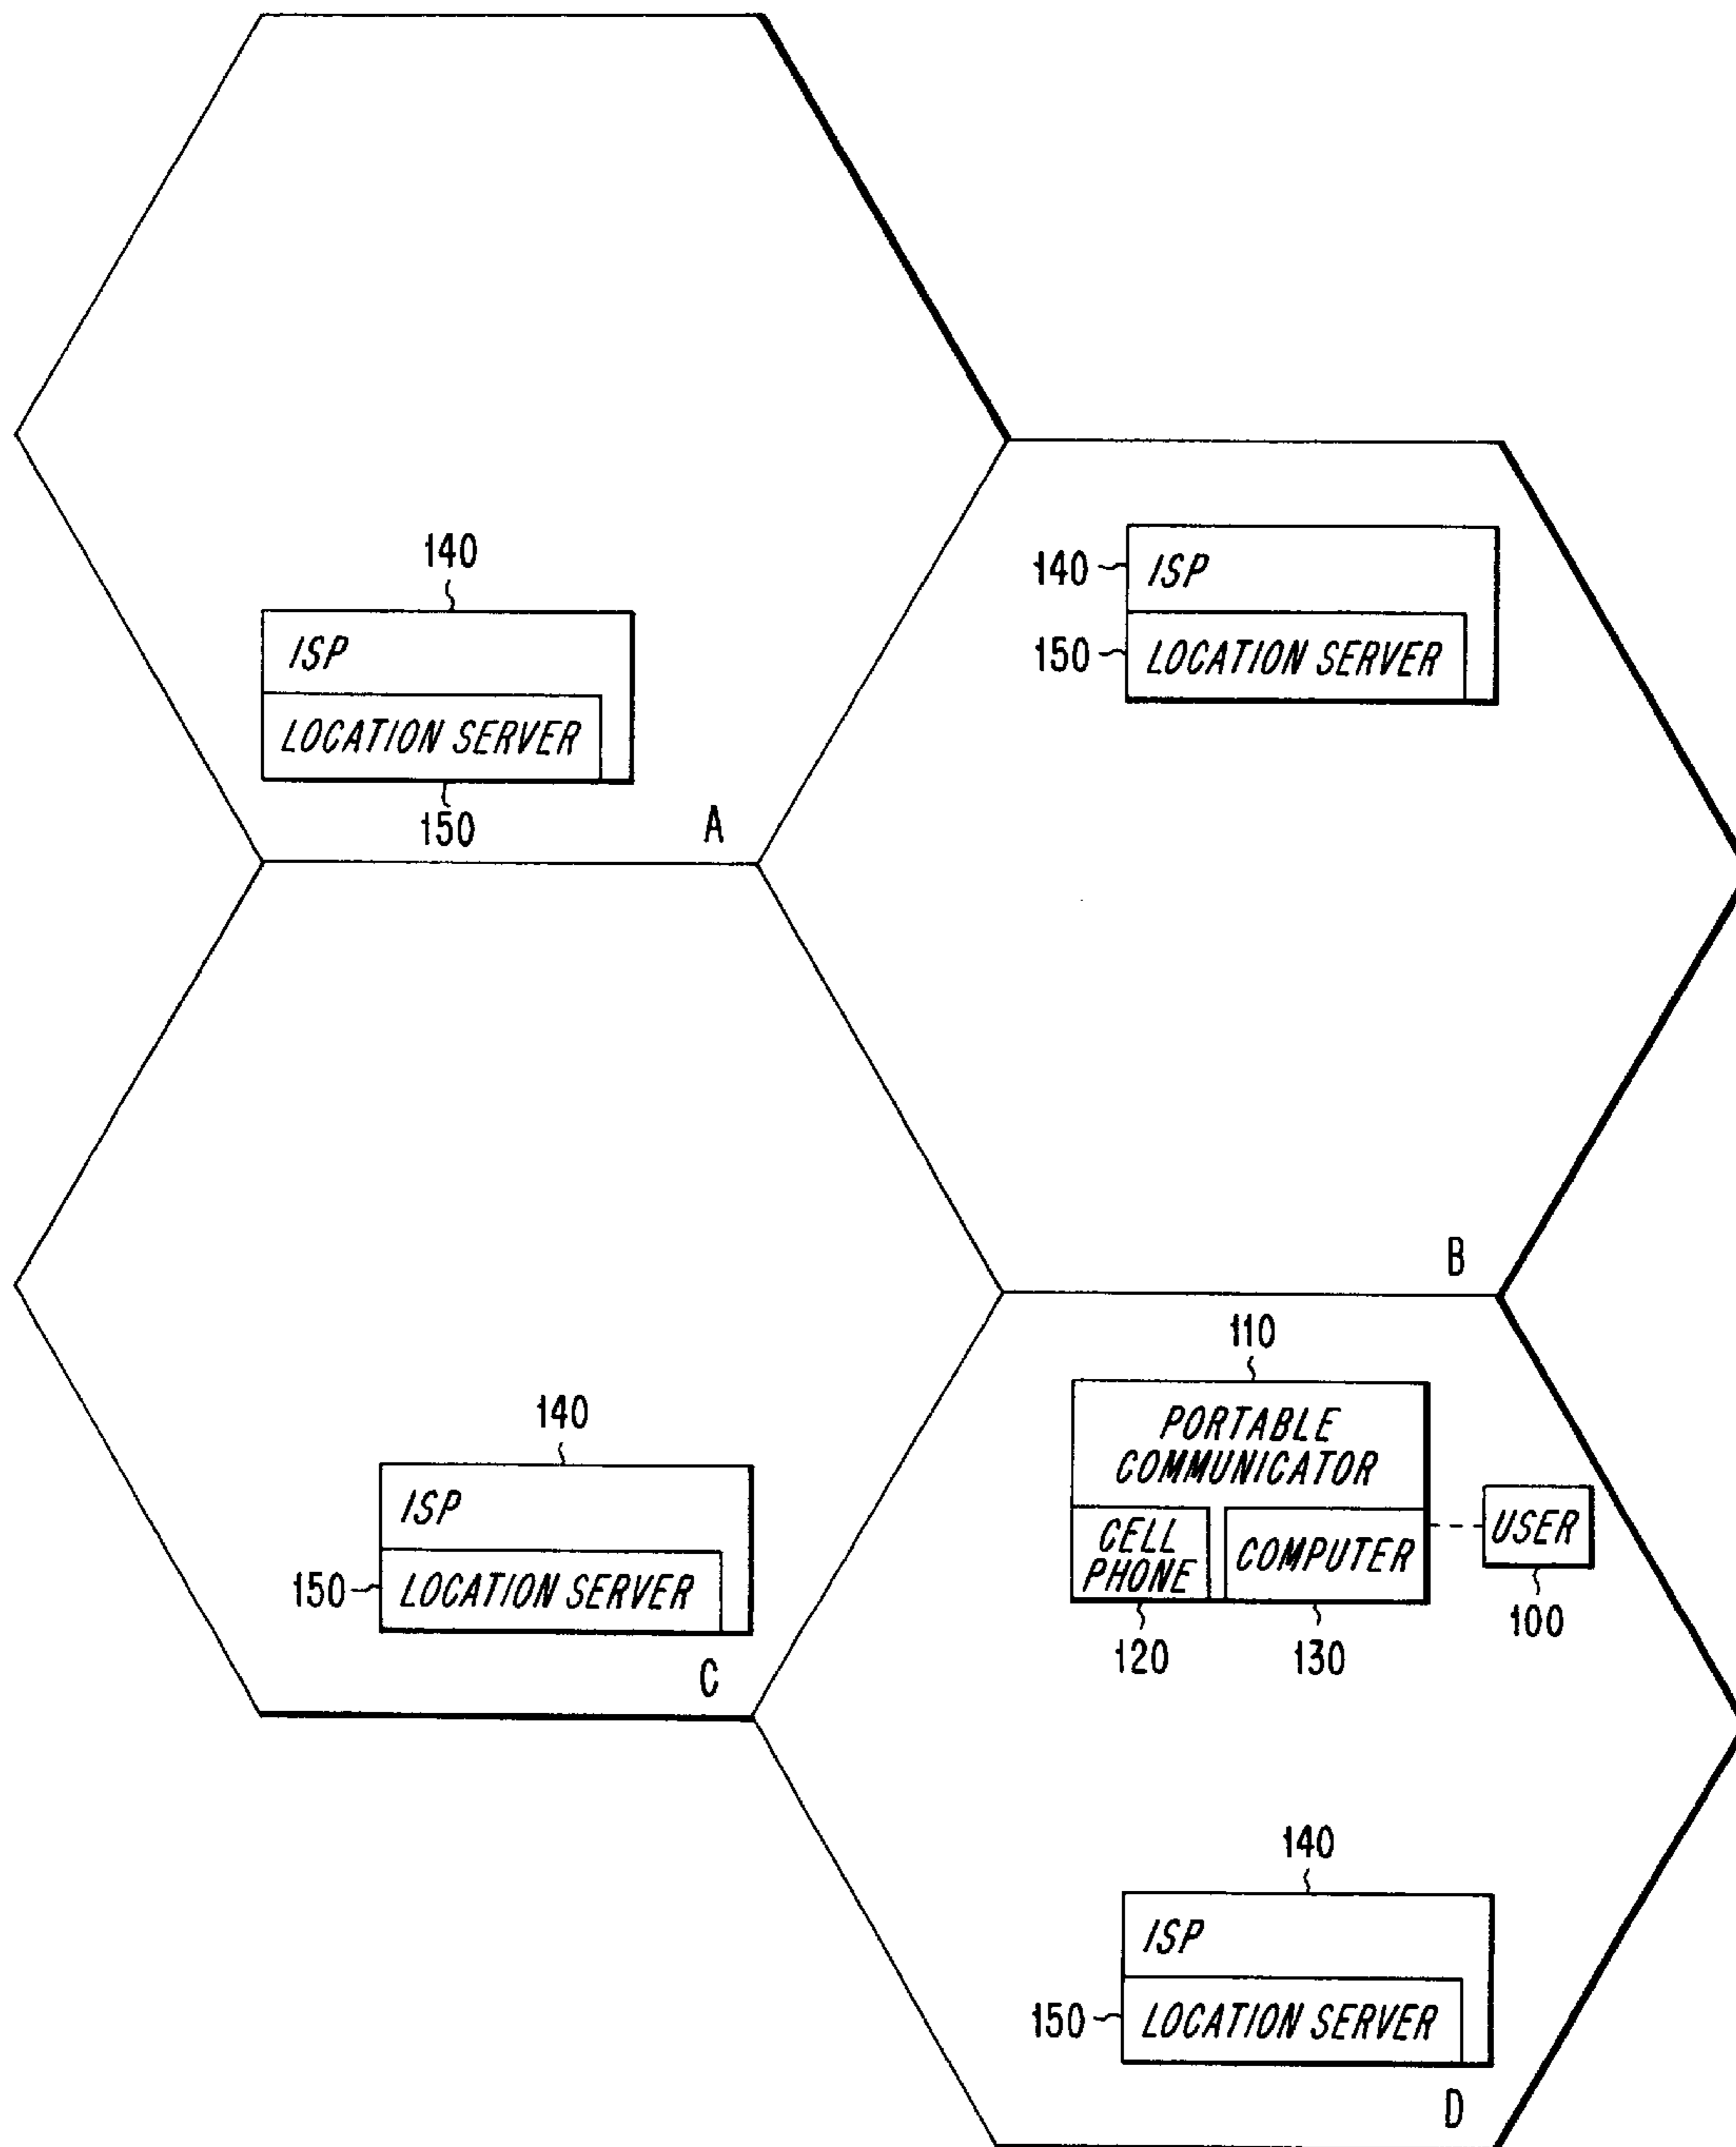 140
ISP
LOCATION SERVER
150
A
140
ISP
150
LOCATION SERVER
B
140
ISP
150
LOCATION SERVER
C
110
PORTABLE
COMMUNICATOR
CELL
PHONE
COMPUTER
USER
120
130
100
140
ISP
150
LOCATION SERVER
D